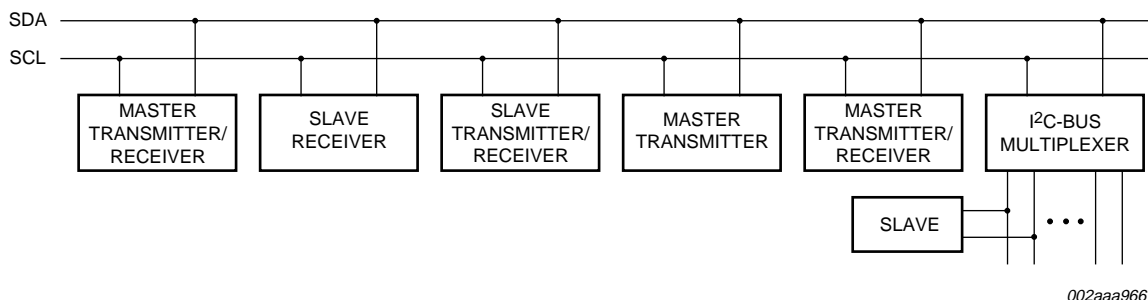 SDA
SCL
MASTER
TRANSMITTER/
RECEIVER
SLAVE
RECEIVER
SLAVE
TRANSMITTER/
RECEIVER
MASTER
TRANSMITTER
MASTER
TRANSMITTER/
RECEIVER
I²C-BUS
MULTIPLEXER
SLAVE
002aaa966